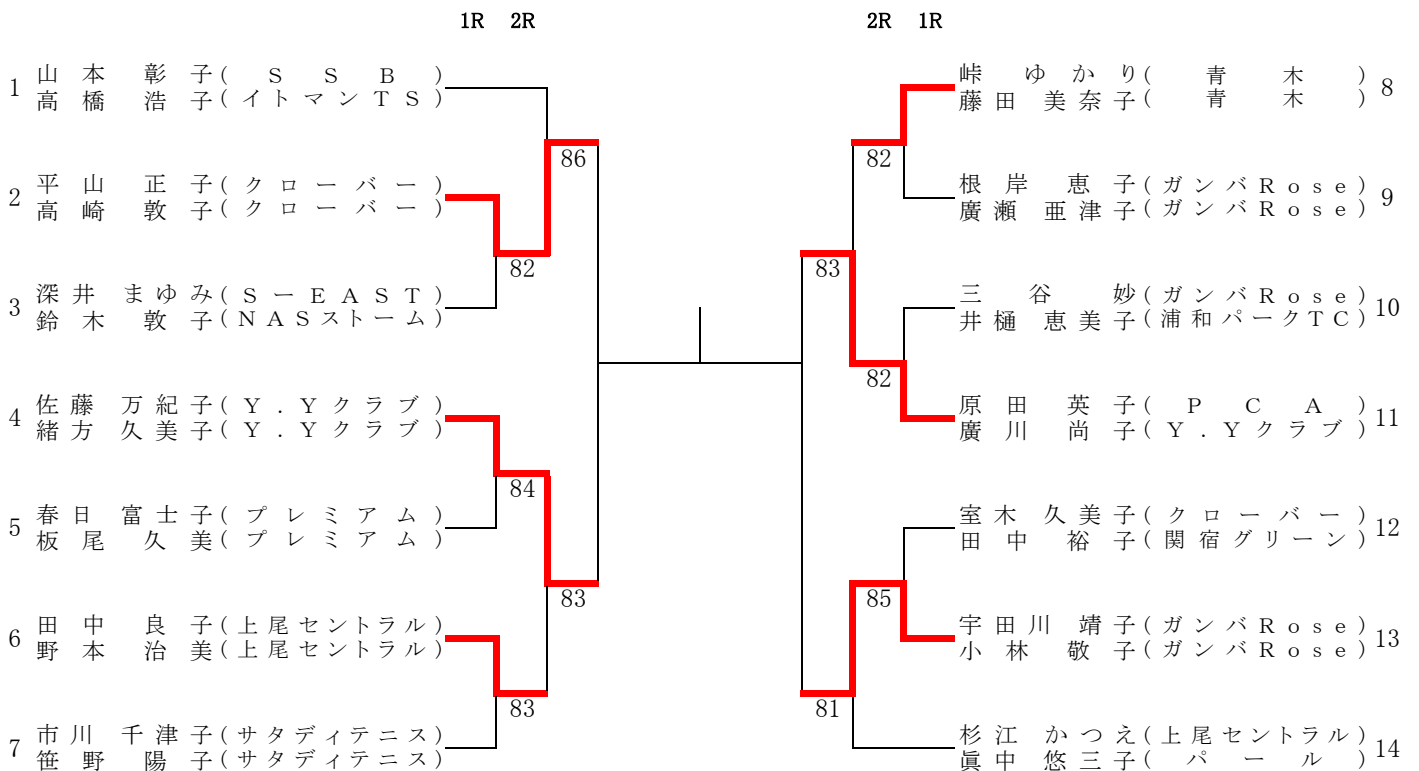 1R 2R
2R 1R
1 山本 彰子(SSB)
高橋 浩子(イトマンTS)
86
2 平山 正子(クローバー)
高崎 敦子(クローバー)
82
3 深井 まゆみ(S－EAST)
鈴木 敦子(NASストーム)
4 佐藤 万紀子(Y.Yクラブ)
緒方 久美子(Y.Yクラブ)
84
5 春日 富士子(プレミアム)
板尾 久美(プレミアム)
83
6 田中 良子(上尾セントラル)
野本 治美(上尾セントラル)
83
7 市川 千津子(サタディテニス)
笹野 陽子(サタディテニス)
峠 ゆかり(青木) 8
藤田 美奈子(青木)
82
根岸 恵子(ガンバRose) 9
廣瀬 亜津子(ガンバRose)
83
三谷 妙(ガンバRose) 10
井樋 恵美子(浦和パークTC)
82
原田 英子(PCA) 11
廣川 尚子(Y.Yクラブ)
室木 久美子(クローバー) 12
田中 裕子(関宿グリーン)
85
宇田川 靖子(ガンバRose) 13
小林 敬子(ガンバRose)
81
杉江 かつえ(上尾セントラル) 14
眞中 悠三子(パール)